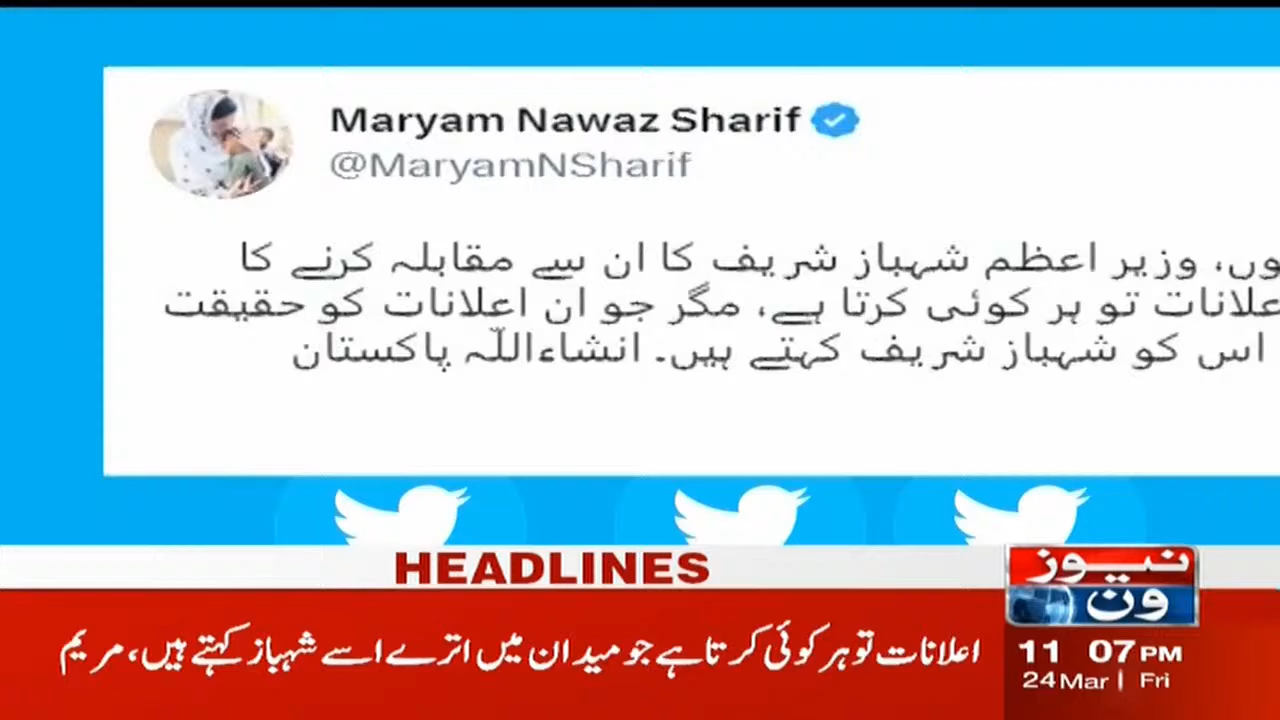 Maryam Nawaz Sharif
@MaryamNSharif
وں، وزیر اعظم شہباز شریف کا ان سے مقابلہ کرنے کا
علانات تو ہر کوئی کرتا ہے، مگر جو ان اعلانات کو حقیقت
اس کو شہباز شریف کہتے ہیں۔ انشاءاللّہ پاکستان
HEADLINES
نیوز
ون
اعلانات تو ہر کوئی کرتا ہے جو میدان میں اترے اسے شہباز کہتے ہیں، مریم
11 07 PM
24 Mar | Fri